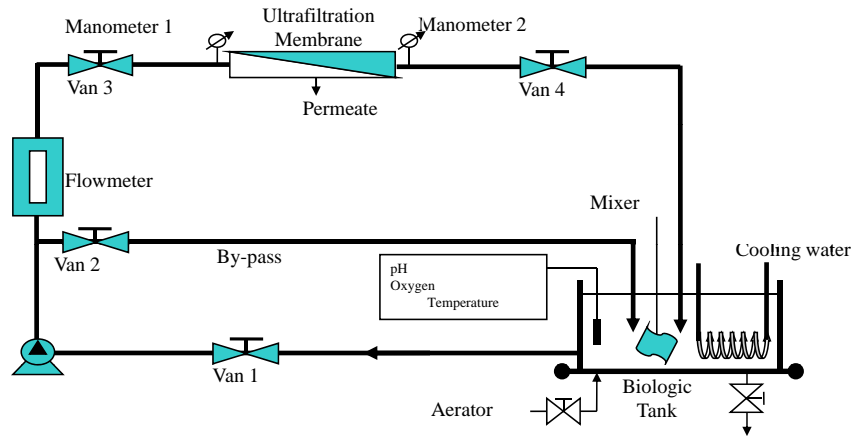 Manometer 1
Ultrafiltration
Membrane
Manometer 2
Van 3
Permeate
Van 4
Flowmeter
Mixer
Van 2
By-pass
Cooling water
pH
Oxygen
Temperature
Van 1
Aerator
Biologic
Tank